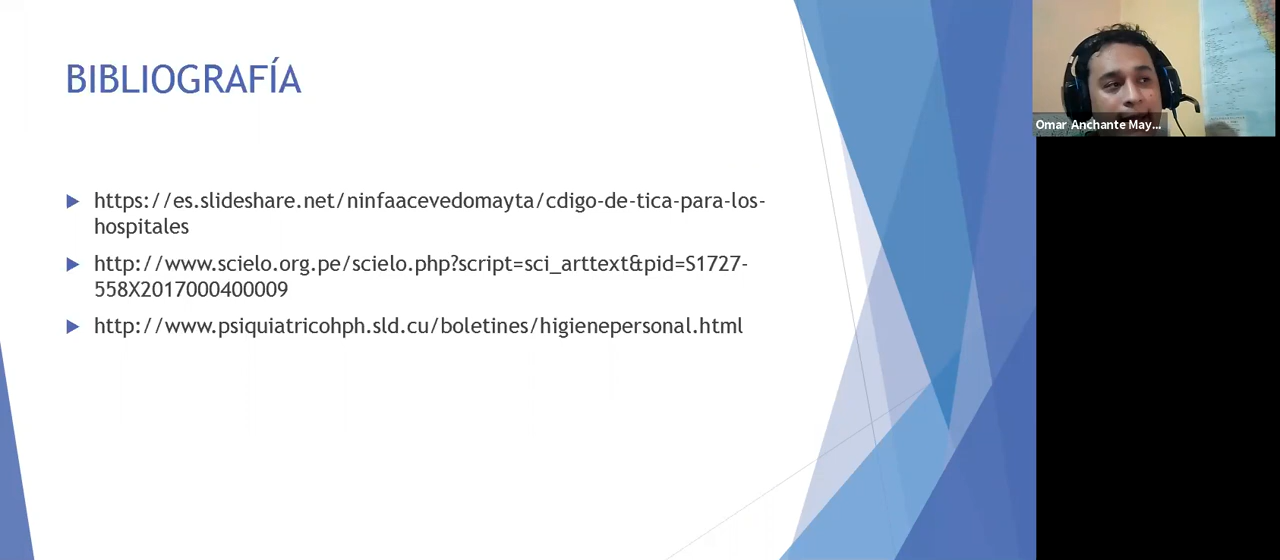 BIBLIOGRAFÍA
https://es.slideshare.net/ninfaacevedomayta/cdigo-de-tica-para-los-
hospitales
http://www.scielo.org.pe/scielo.php?script=sci_arttext&pid=S1727-
558X2017000400009
http://www.psiquiatricohph.sld.cu/boletines/higienepersonal.html
Omar Anchante May...